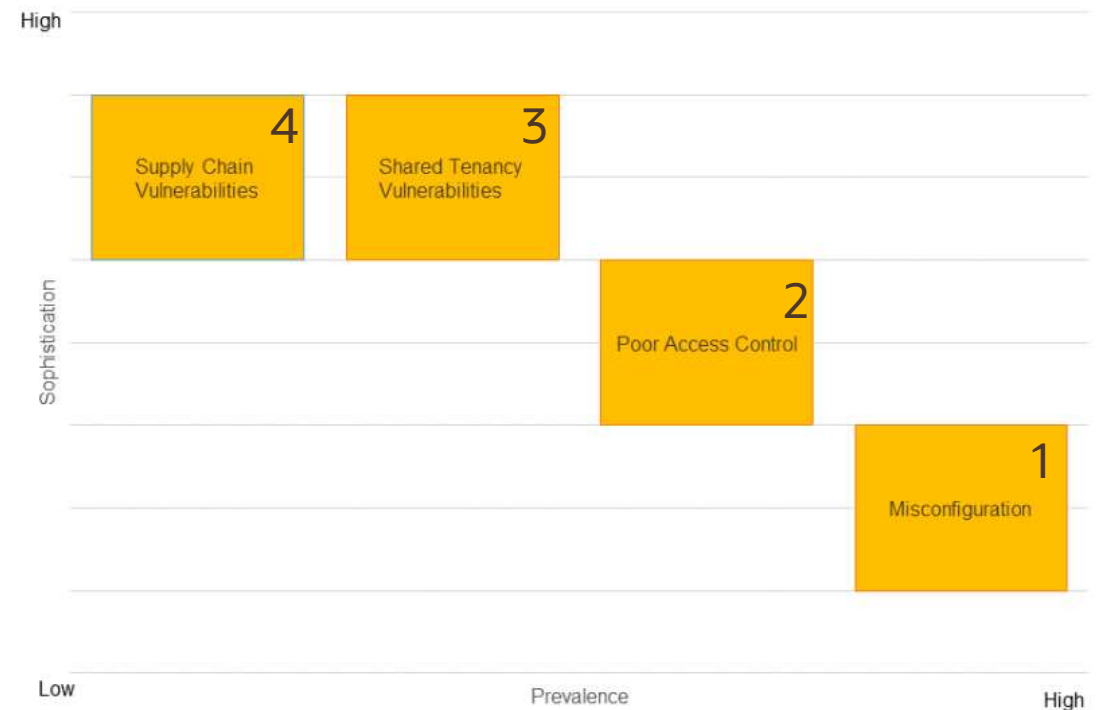 High
4
3
Supply Chain
Vulnerabilities
Shared Tenancy
Vulnerabilities
2
Poor Access Control
1
Misconfiguration
Sophistication
Low
Prevalence
High